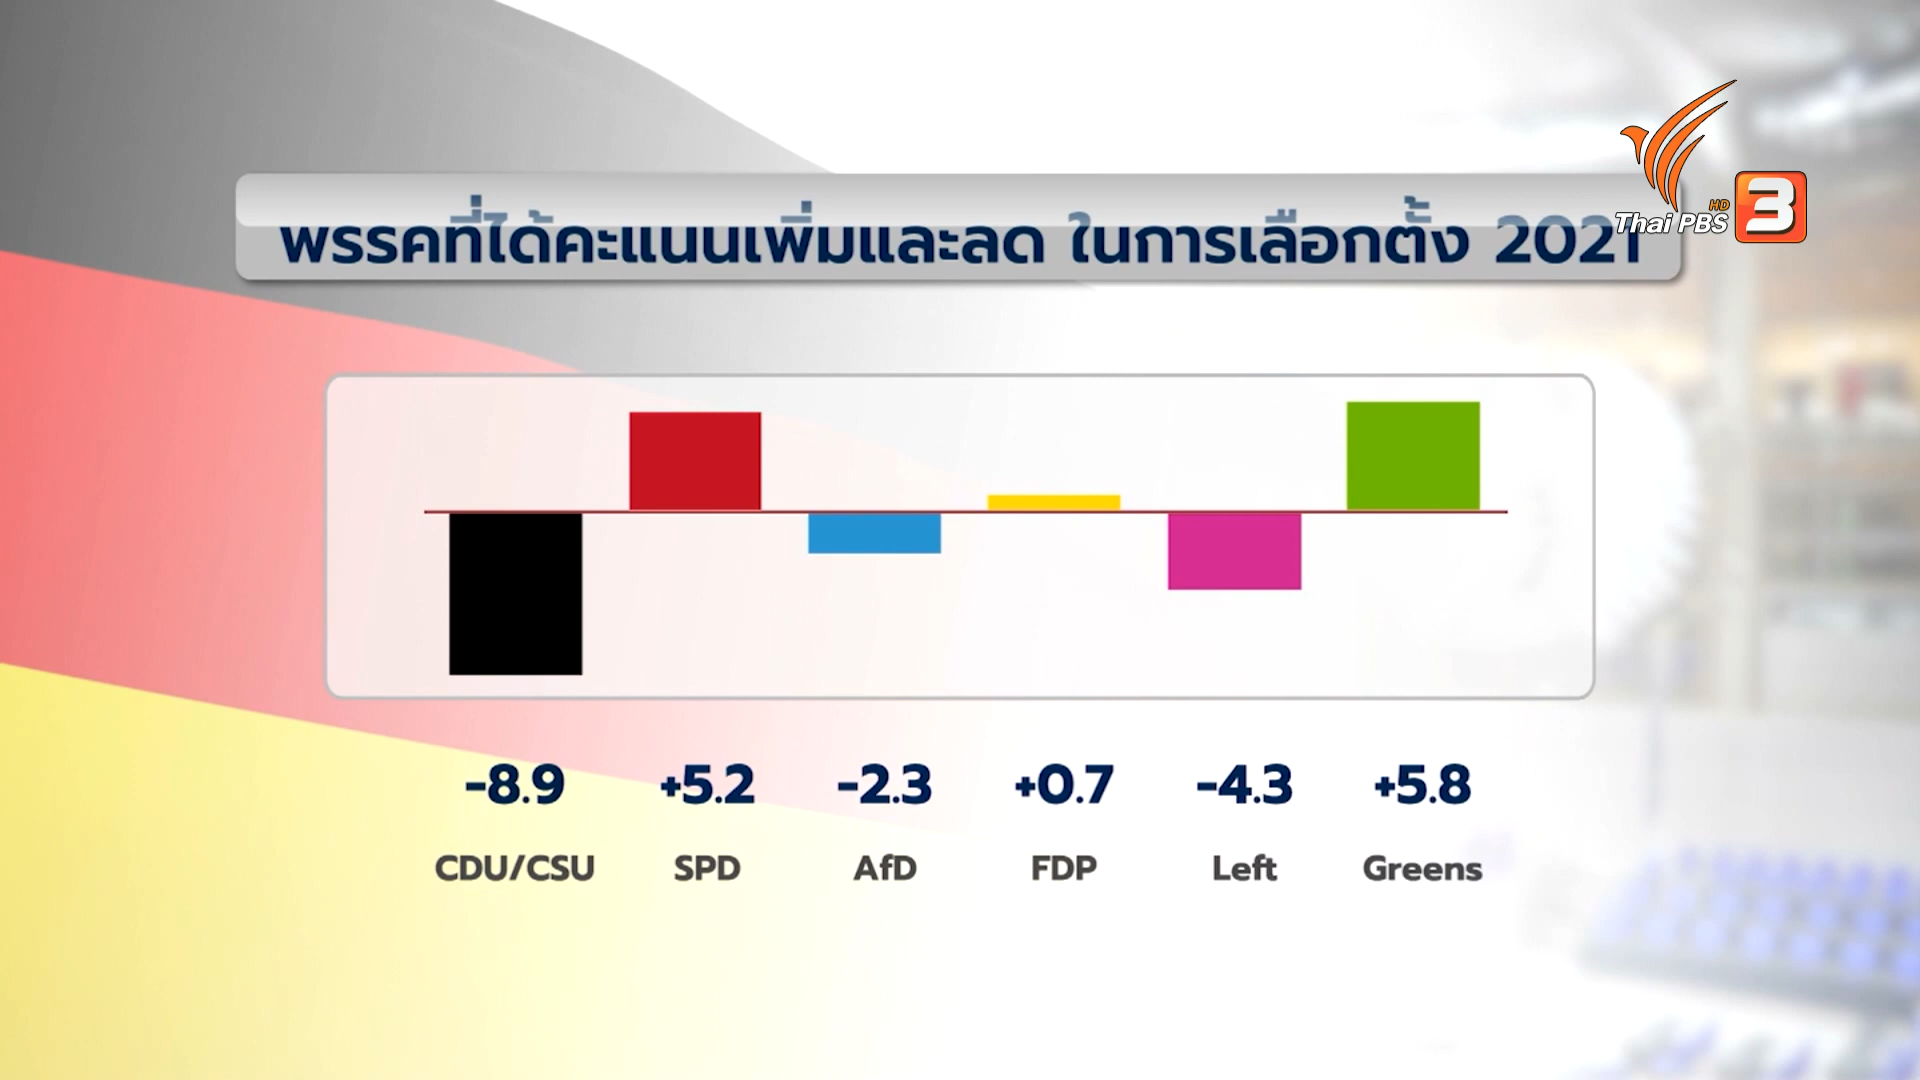 พรรคที่ได้คะแนนเพิ่มและลด ในการเลือกตั้ง 2021
HD
Thai PBS 3
-8.9 +5.2 -2.3 +0.7 -4.3 +5.8
CDU/CSU SPD AfD FDP Left Greens